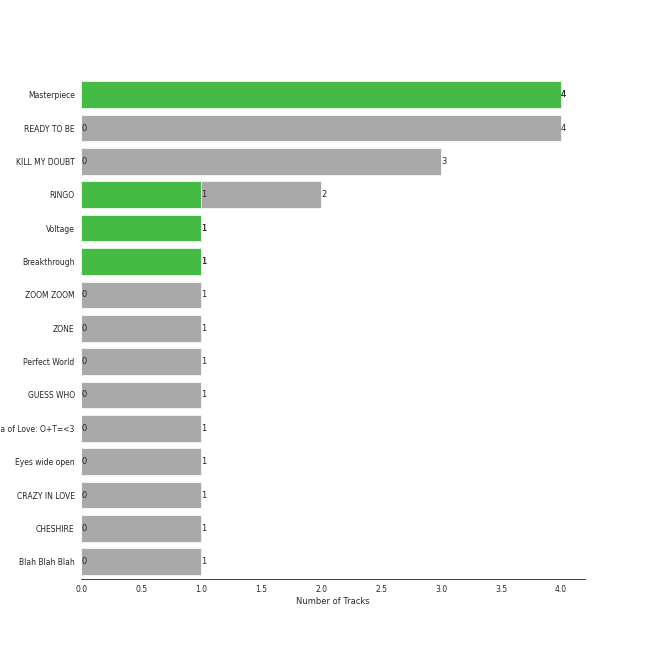 Masterpiece 4
READY TO BE 0 4
KILL MY DOUBT 0 3
RINGO 1 2
Voltage 1
Breakthrough 1
ZOOM ZOOM 0 1
ZONE 0 1
Perfect World 0 1
GUESS WHO 0 1
a of Love: O+T=<3 0 1
Eyes wide open 0 1
CRAZY IN LOVE 0 1
CHESHIRE 0 1
Blah Blah Blah 0 1
0.0 0.5 1.0 1.5 2.0 2.5 3.0 3.5 4.0
Number of Tracks